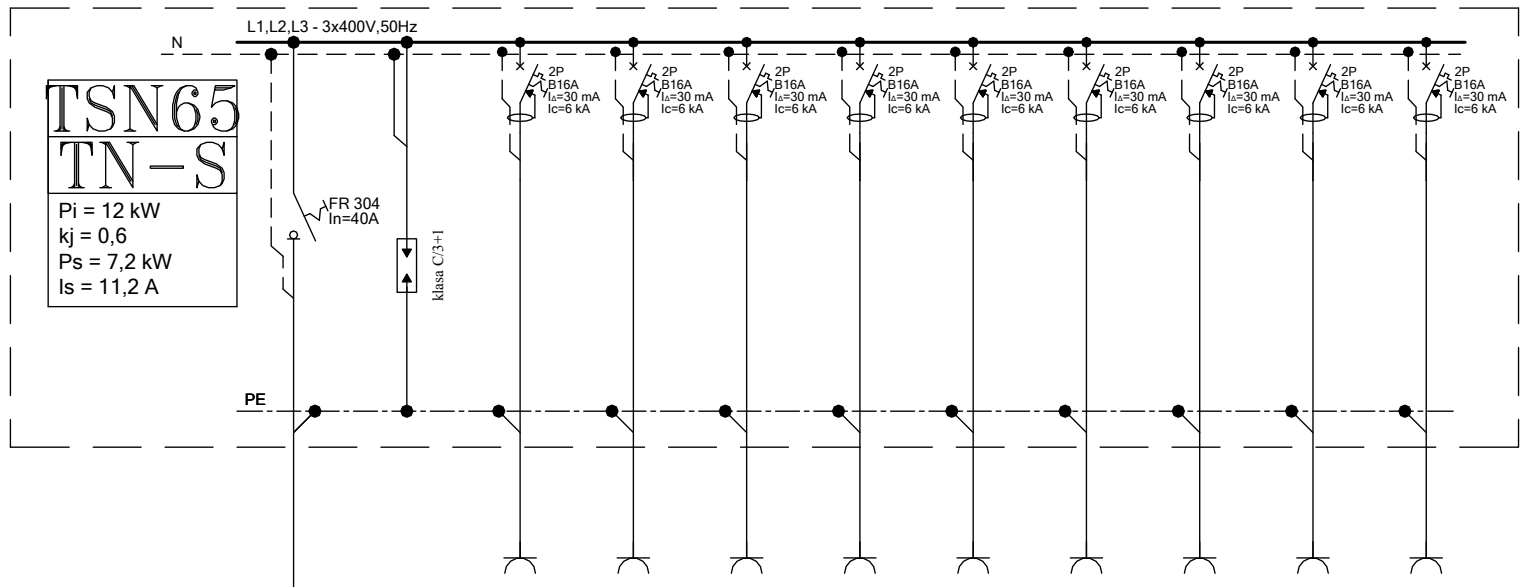 L1,L2,L3 - 3x400V,50Hz
N
TSN65
TN-S
Pi = 12 kW
kj = 0,6
Ps = 7,2 kW
Is = 11,2 A
FR 304
In=40A
klasa C/3+1
2P
B16A
IΔ=30 mA
Ic=6 kA
2P
B16A
IΔ=30 mA
Ic=6 kA
2P
B16A
IΔ=30 mA
Ic=6 kA
2P
B16A
IΔ=30 mA
Ic=6 kA
2P
B16A
IΔ=30 mA
Ic=6 kA
2P
B16A
IΔ=30 mA
Ic=6 kA
2P
B16A
IΔ=30 mA
Ic=6 kA
2P
B16A
IΔ=30 mA
Ic=6 kA
2P
B16A
IΔ=30 mA
Ic=6 kA
PE